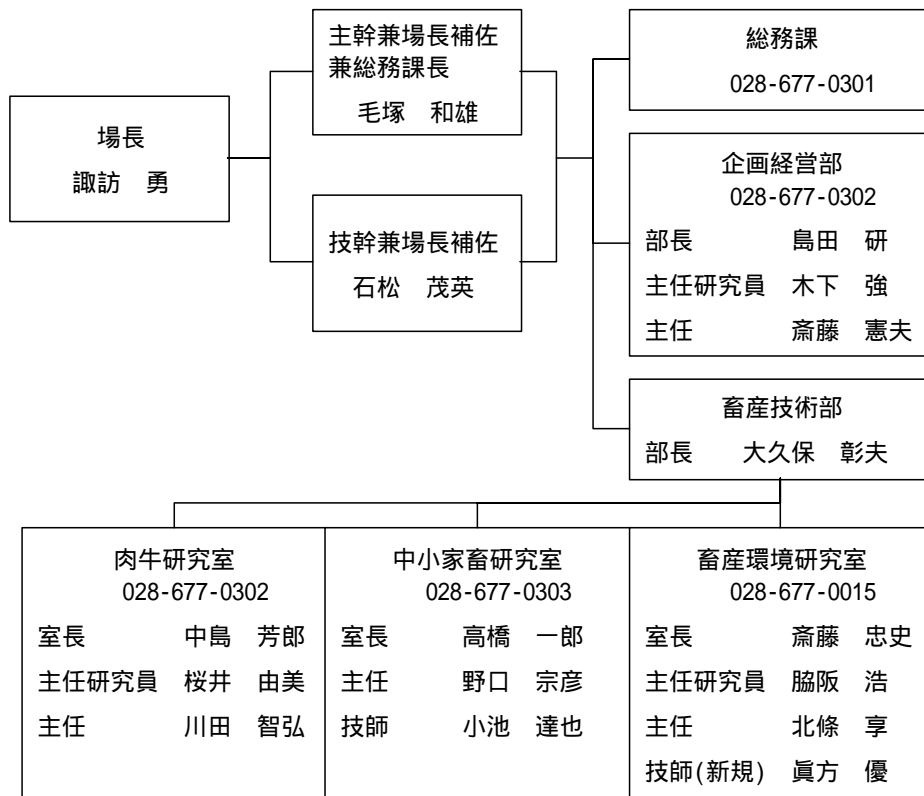 場長
諏訪 勇
主幹兼場長補佐
兼総務課長
毛塚 和雄
技幹兼場長補佐
石松 茂英
総務課
028-677-0301
企画経営部
028-677-0302
部長 島田 研
主任研究員 木下 強
主任 斎藤 憲夫
畜産技術部
部長 大久保 彰夫
肉牛研究室
028-677-0302
室長 中島 芳郎
主任研究員 桜井 由美
主任 川田 智弘
中小家畜研究室
028-677-0303
室長 高橋 一郎
主任 野口 宗彦
技師 小池 達也
畜産環境研究室
028-677-0015
室長 斎藤 忠史
主任研究員 脇阪 浩
主任 北條 享
技師(新規) 眞方 優